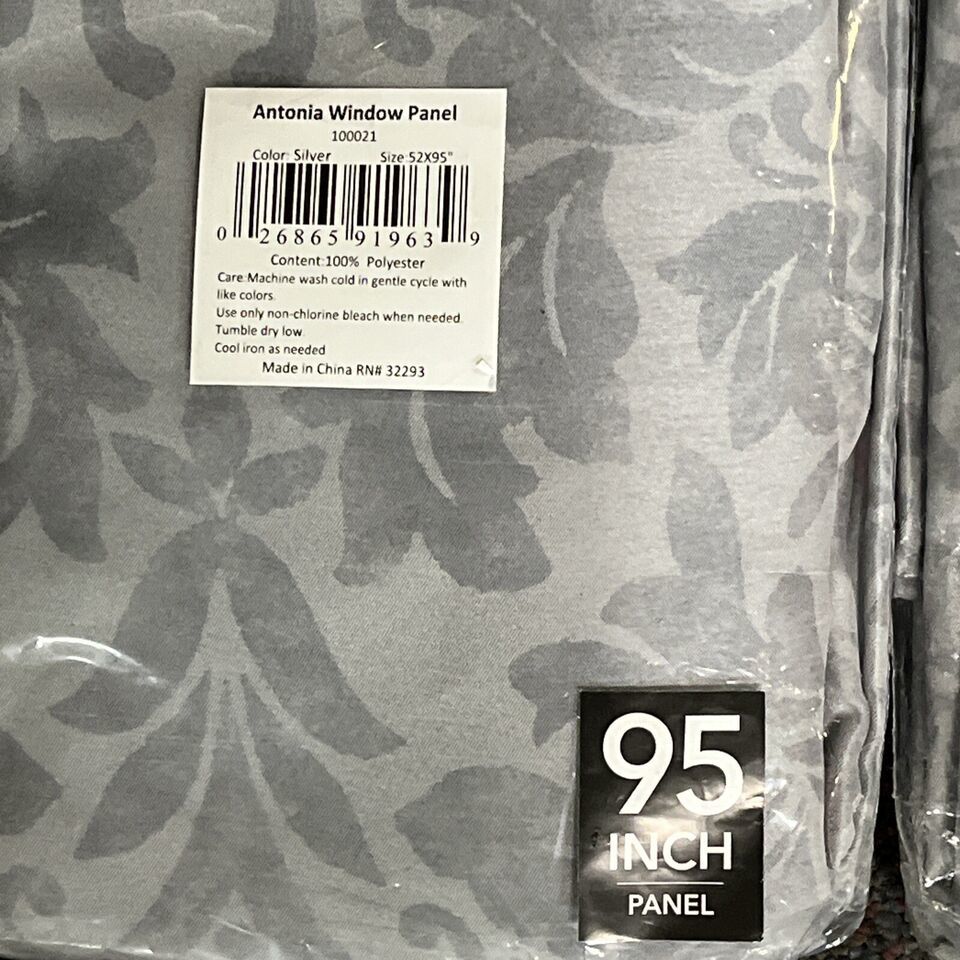 Antonia Window Panel
100021
Color: Silver Size:52X95"
0 26865 91963 9
Content:100% Polyester
Care:Machine wash cold in gentle cycle with
like colors.
Use only non-chlorine bleach when needed.
Tumble dry low.
Cool iron as needed
Made in China RN# 32293
95
INCH
PANEL